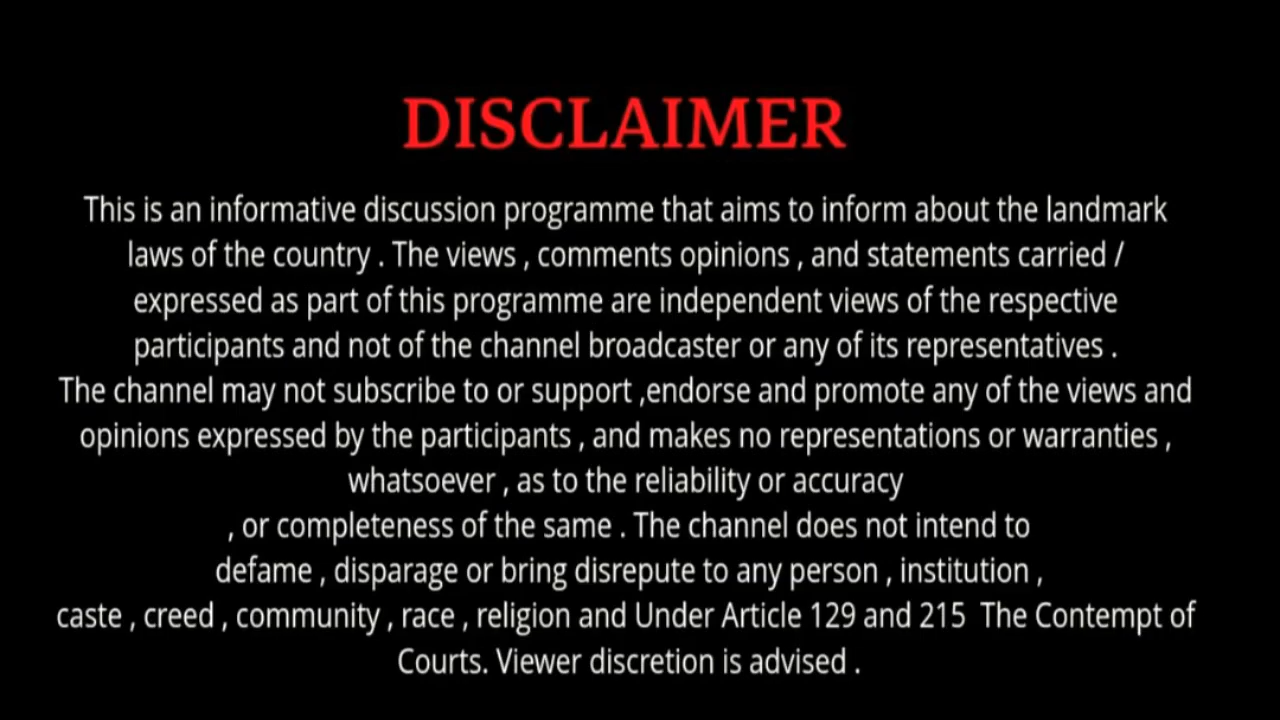 DISCLAIMER
This is an informative discussion programme that aims to inform about the landmark
laws of the country . The views , comments opinions , and statements carried /
expressed as part of this programme are independent views of the respective
participants and not of the channel broadcaster or any of its representatives .
The channel may not subscribe to or support ,endorse and promote any of the views and
opinions expressed by the participants , and makes no representations or warranties ,
whatsoever , as to the reliability or accuracy
, or completeness of the same . The channel does not intend to
defame , disparage or bring disrepute to any person , institution ,
caste , creed , community , race , religion and Under Article 129 and 215 The Contempt of
Courts. Viewer discretion is advised .